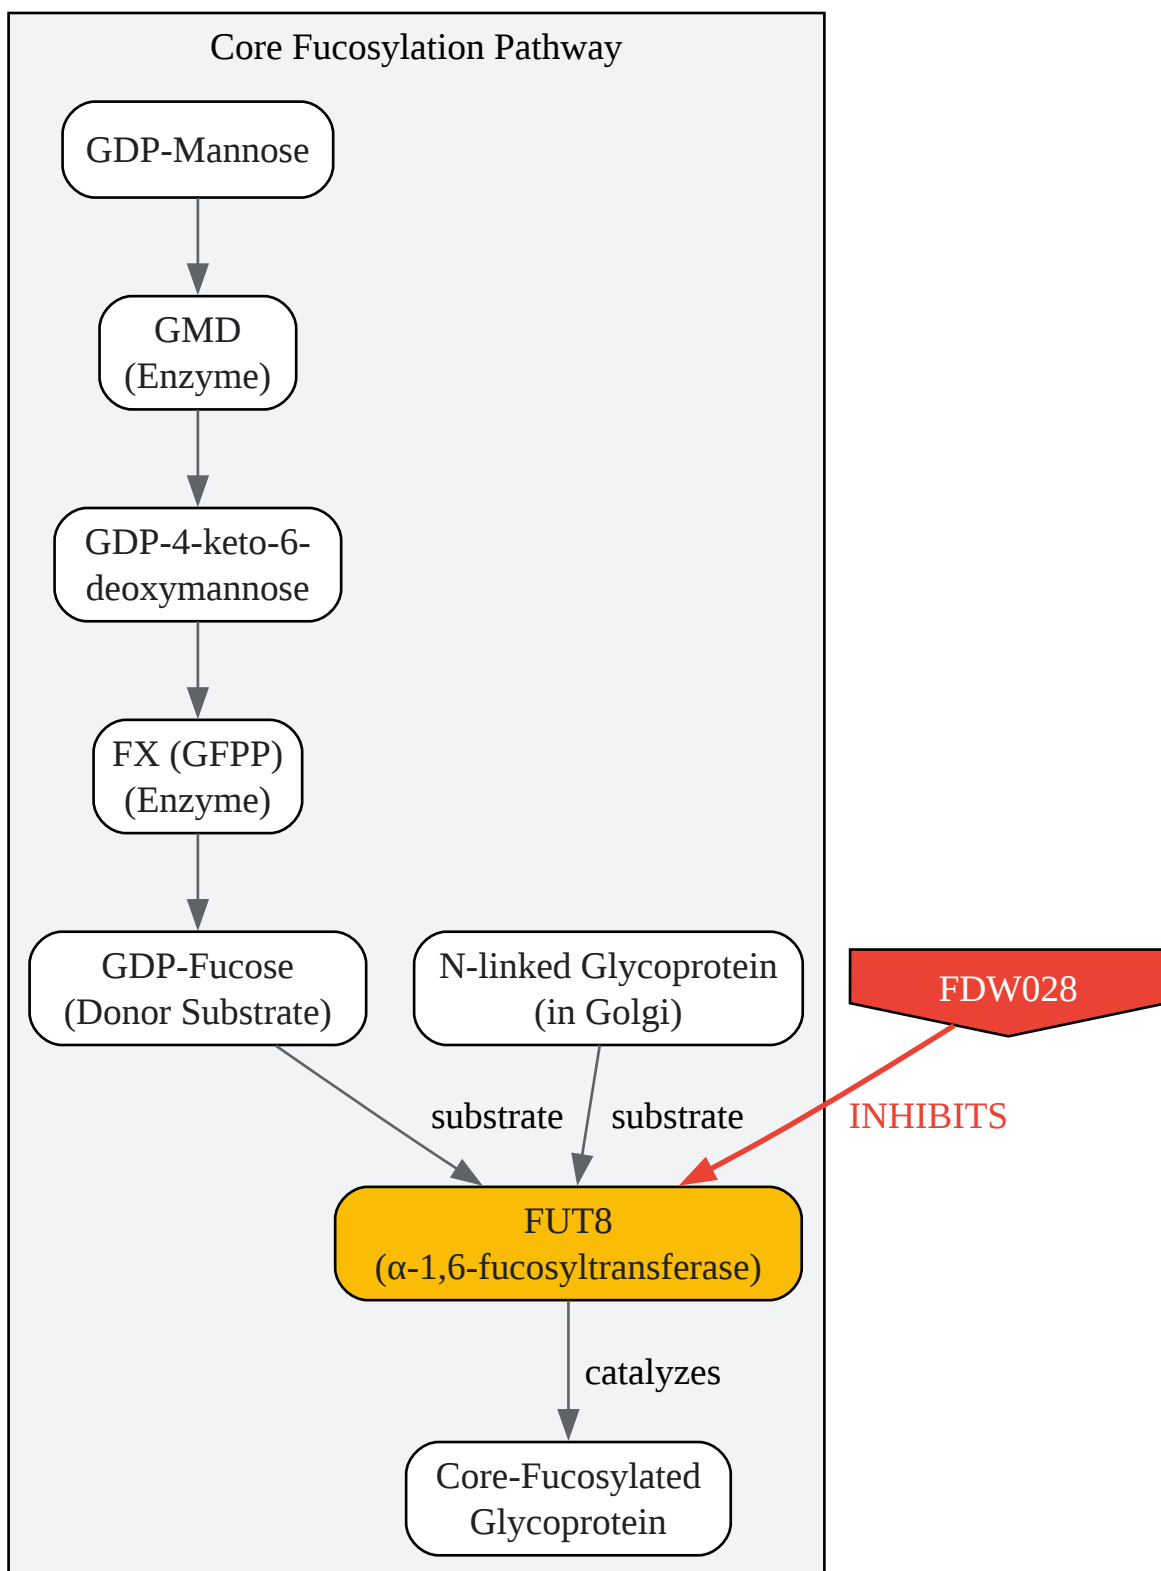 Core Fucosylation Pathway
GDP-Mannose
GMD
(Enzyme)
GDP-4-keto-6-
deoxymannose
FX (GFPP)
(Enzyme)
GDP-Fucose
(Donor Substrate)
N-linked Glycoprotein
(in Golgi)
FDW028
substrate
substrate
INHIBITS
FUT8
(α-1,6-fucosyltransferase)
catalyzes
Core-Fucosylated
Glycoprotein